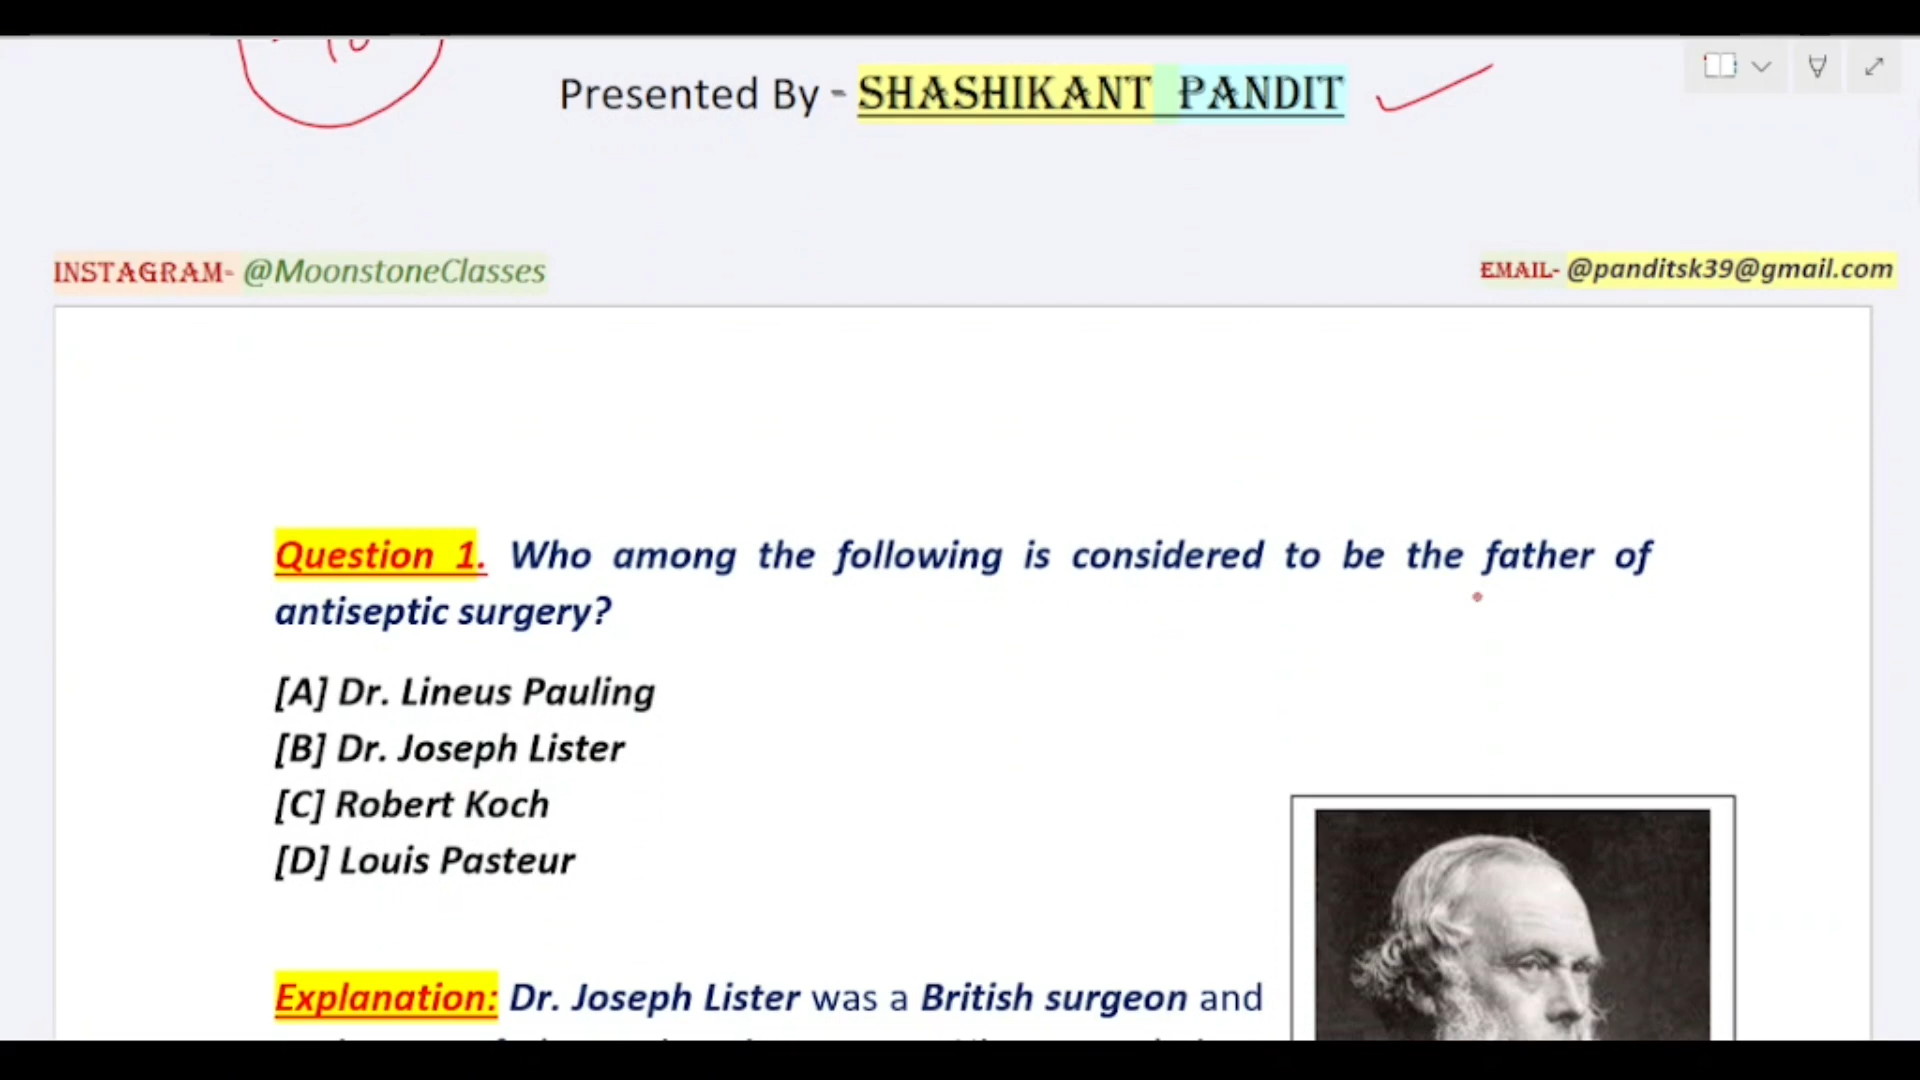 Presented By - SHASHIKANT PANDIT
INSTAGRAM- @MoonstoneClasses
EMAIL- @panditsk39@gmail.com
Question 1. Who among the following is considered to be the father of
antiseptic surgery?
[A] Dr. Lineus Pauling
[B] Dr. Joseph Lister
[C] Robert Koch
[D] Louis Pasteur
Explanation: Dr. Joseph Lister was a British surgeon and